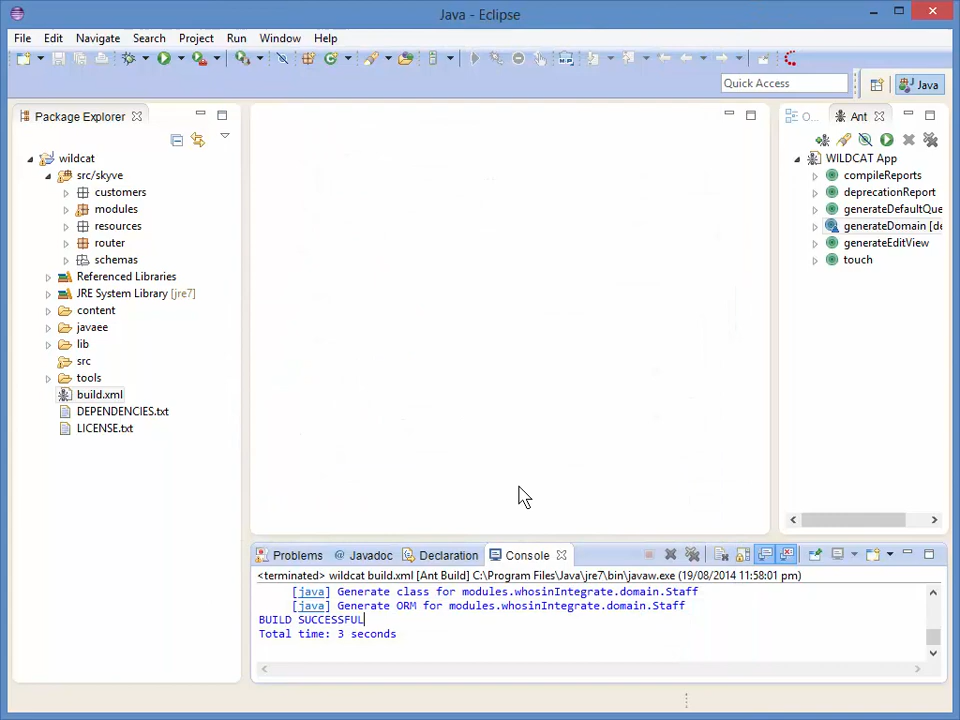 Java - Eclipse
File Edit Navigate Search Project Run Window Help
Quick Access
Java
Package Explorer
wildcat
src/skyve
customers
modules
resources
router
schemas
Referenced Libraries
JRE System Library [jre7]
content
javaee
lib
src
tools
build.xml
DEPENDENCIES.txt
LICENSE.txt
O...
Ant
WILDCAT App
compileReports
deprecationReport
generateDefaultQue
generateDomain [de
generateEditView
touch
Problems @ Javadoc Declaration Console
<terminated> wildcat build.xml [Ant Build] C:\Program Files\Java\jre7\bin\javaw.exe (19/08/2014 11:58:01 pm)
[java] Generate class for modules.whosinIntegrate.domain.Staff
[java] Generate ORM for modules.whosinIntegrate.domain.Staff
BUILD SUCCESSFUL
Total time: 3 seconds